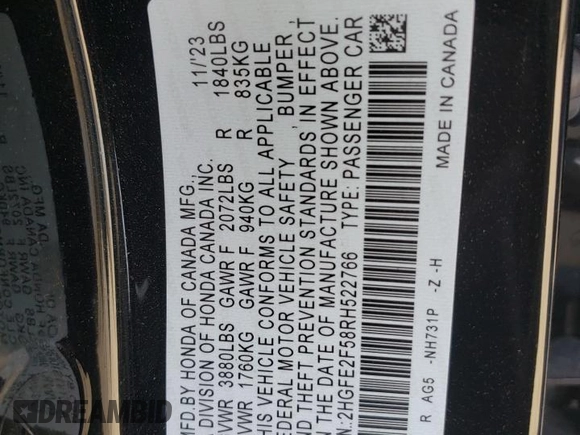 MFD.BY HONDA OF CANADA MFG.,
A DIVISION OF HONDA CANADA INC. 11/'23
GVWR 3880LBS GAWR F 2072LBS R 1840LBS
GVWR 1760KG GAWR F 940KG R 835KG
THIS VEHICLE CONFORMS TO ALL APPLICABLE
FEDERAL MOTOR VEHICLE SAFETY, BUMPER,
AND THEFT PREVENTION STANDARDS IN EFFECT
ON THE DATE OF MANUFACTURE SHOWN ABOVE.
V.I.N.:2HGFE2F58RH522766 TYPE: PASSENGER CAR
R AG5 -NH731P -Z -H
MADE IN CANADA
AutoBidCar